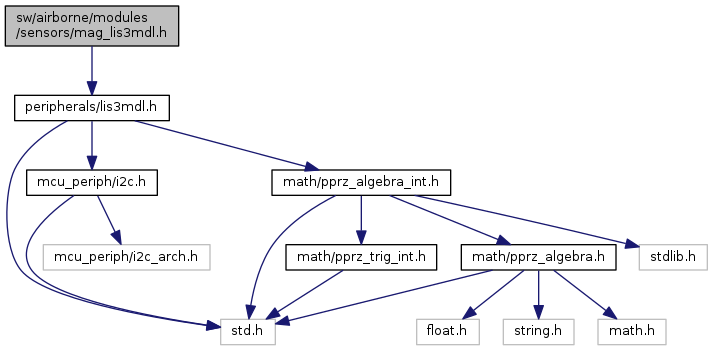 sw/airborne/modules
/sensors/mag_lis3mdl.h
peripherals/lis3mdl.h
mcu_periph/i2c.h
math/pprz_algebra_int.h
mcu_periph/i2c_arch.h
math/pprz_trig_int.h
math/pprz_algebra.h
stdlib.h
std.h
float.h
string.h
math.h